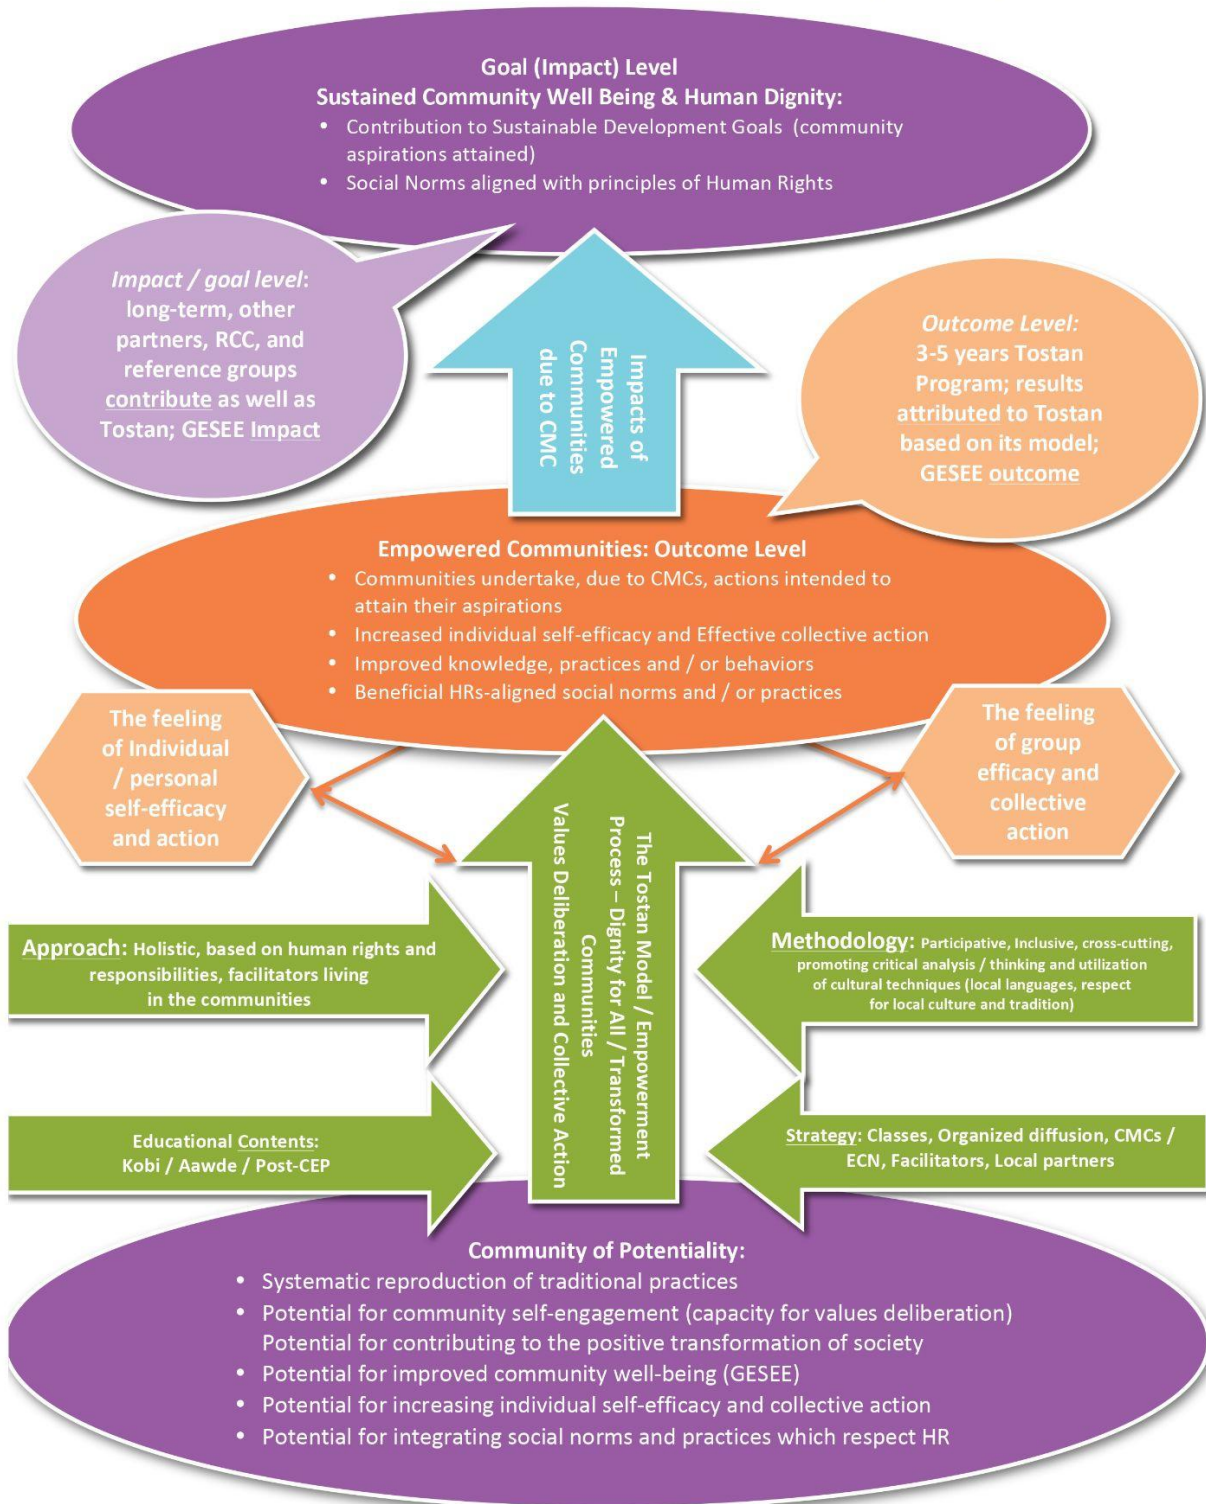 Goal (Impact) Level
Sustained Community Well Being & Human Dignity:
• Contribution to Sustainable Development Goals (community
aspirations attained)
• Social Norms aligned with principles of Human Rights
Impact / goal level:
long-term, other
partners, RCC, and
reference groups
contribute as well as
Tostan; GESEE Impact
Impacts of
Empowered
Communities
due to CMC
Outcome Level:
3-5 years Tostan
Program; results
attributed to Tostan
based on its model;
GESEE outcome
Empowered Communities: Outcome Level
• Communities undertake, due to CMCs, actions intended to
attain their aspirations
• Increased individual self-efficacy and Effective collective action
• Improved knowledge, practices and / or behaviors
• Beneficial HRs-aligned social norms and / or practices
The feeling
of Individual
/ personal
self-efficacy
and action
The feeling
of group
efficacy and
collective
action
The Tostan Model / Empowerment
Process – Dignity for All / Transformed
Communities
Values Deliberation and Collective Action
Approach: Holistic, based on human rights and
responsibilities, facilitators living
in the communities
Methodology: Participative, Inclusive, cross-cutting,
promoting critical analysis / thinking and utilization
of cultural techniques (local languages, respect
for local culture and tradition)
Educational Contents:
Kobi / Aawde / Post-CEP
Strategy: Classes, Organized diffusion, CMCs /
ECN, Facilitators, Local partners
Community of Potentiality:
• Systematic reproduction of traditional practices
• Potential for community self-engagement (capacity for values deliberation)
Potential for contributing to the positive transformation of society
• Potential for improved community well-being (GESEE)
• Potential for increasing individual self-efficacy and collective action
• Potential for integrating social norms and practices which respect HR